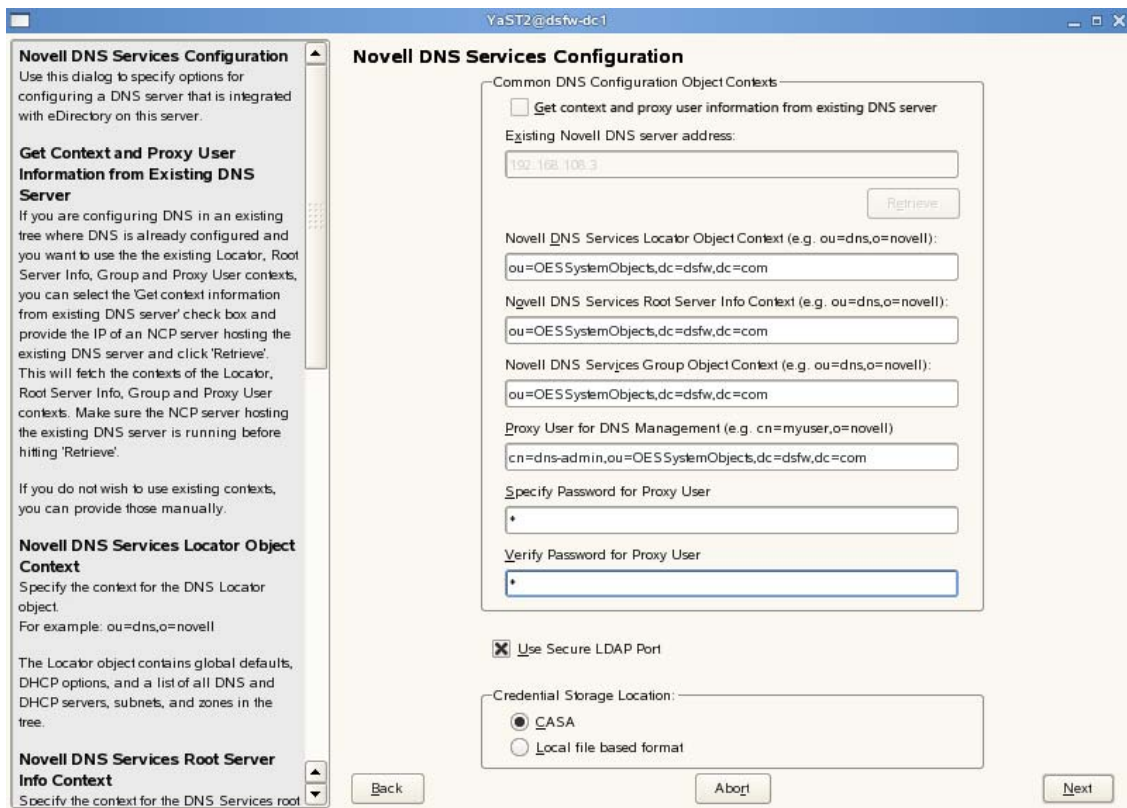 YaST2@dsfw-dc1
Novell DNS Services Configuration
Use this dialog to specify options for
configuring a DNS server that is integrated
with eDirectory on this server.
Get Context and Proxy User
Information from Existing DNS
Server
If you are configuring DNS in an existing
tree where DNS is already configured and
you want to use the the existing Locator, Root
Server Info, Group and Proxy User contexts,
you can select the 'Get context information
from existing DNS server' check box and
provide the IP of an NCP server hosting the
existing DNS server and click 'Retrieve'.
This will fetch the contexts of the Locator,
Root Server Info, Group and Proxy User
contexts. Make sure the NCP server hosting
the existing DNS server is running before
hitting 'Retrieve'.
If you do not wish to use existing contexts,
you can provide those manually.
Novell DNS Services Locator Object
Context
Specify the context for the DNS Locator
object.
For example: ou=dns,o=novell
The Locator object contains global defaults,
DHCP options, and a list of all DNS and
DHCP servers, subnets, and zones in the
tree.
Novell DNS Services Root Server
Info Context
Specify the context for the DNS Services root
Novell DNS Services Configuration
Common DNS Configuration Object Contexts
Get context and proxy user information from existing DNS server
Existing Novell DNS server address:
192.168.108.3
Retrieve
Novell DNS Services Locator Object Context (e.g. ou=dns,o=novell):
ou=OESSystemObjects,dc=dsfw,dc=com
Novell DNS Services Root Server Info Context (e.g. ou=dns,o=novell):
ou=OESSystemObjects,dc=dsfw,dc=com
Novell DNS Services Group Object Context (e.g. ou=dns,o=novell):
ou=OESSystemObjects,dc=dsfw,dc=com
Proxy User for DNS Management (e.g. cn=myuser,o=novell)
cn=dns-admin,ou=OESSystemObjects,dc=dsfw,dc=com
Specify Password for Proxy User
*
Verify Password for Proxy User
*
Use Secure LDAP Port
Credential Storage Location:
CASA
Local file based format
Back
Abort
Next